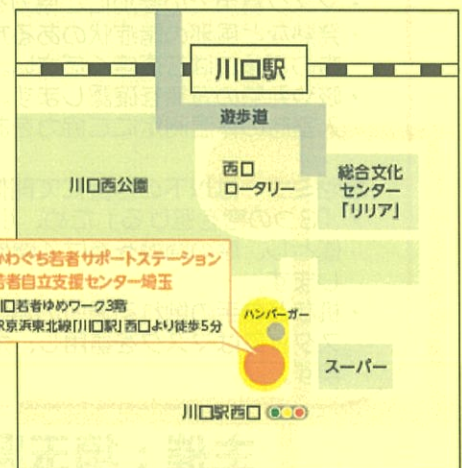 川口駅
遊歩道
西口
ロータリー
川口西公園
総合文化
センター
「リリア」
かわぐち若者サポートステーション
若者自立支援センター埼玉
川口若者ゆめワーク3階
JR京浜東北線「川口駅」西口より徒歩5分
ハンバーガー
スーパー
川口駅西口